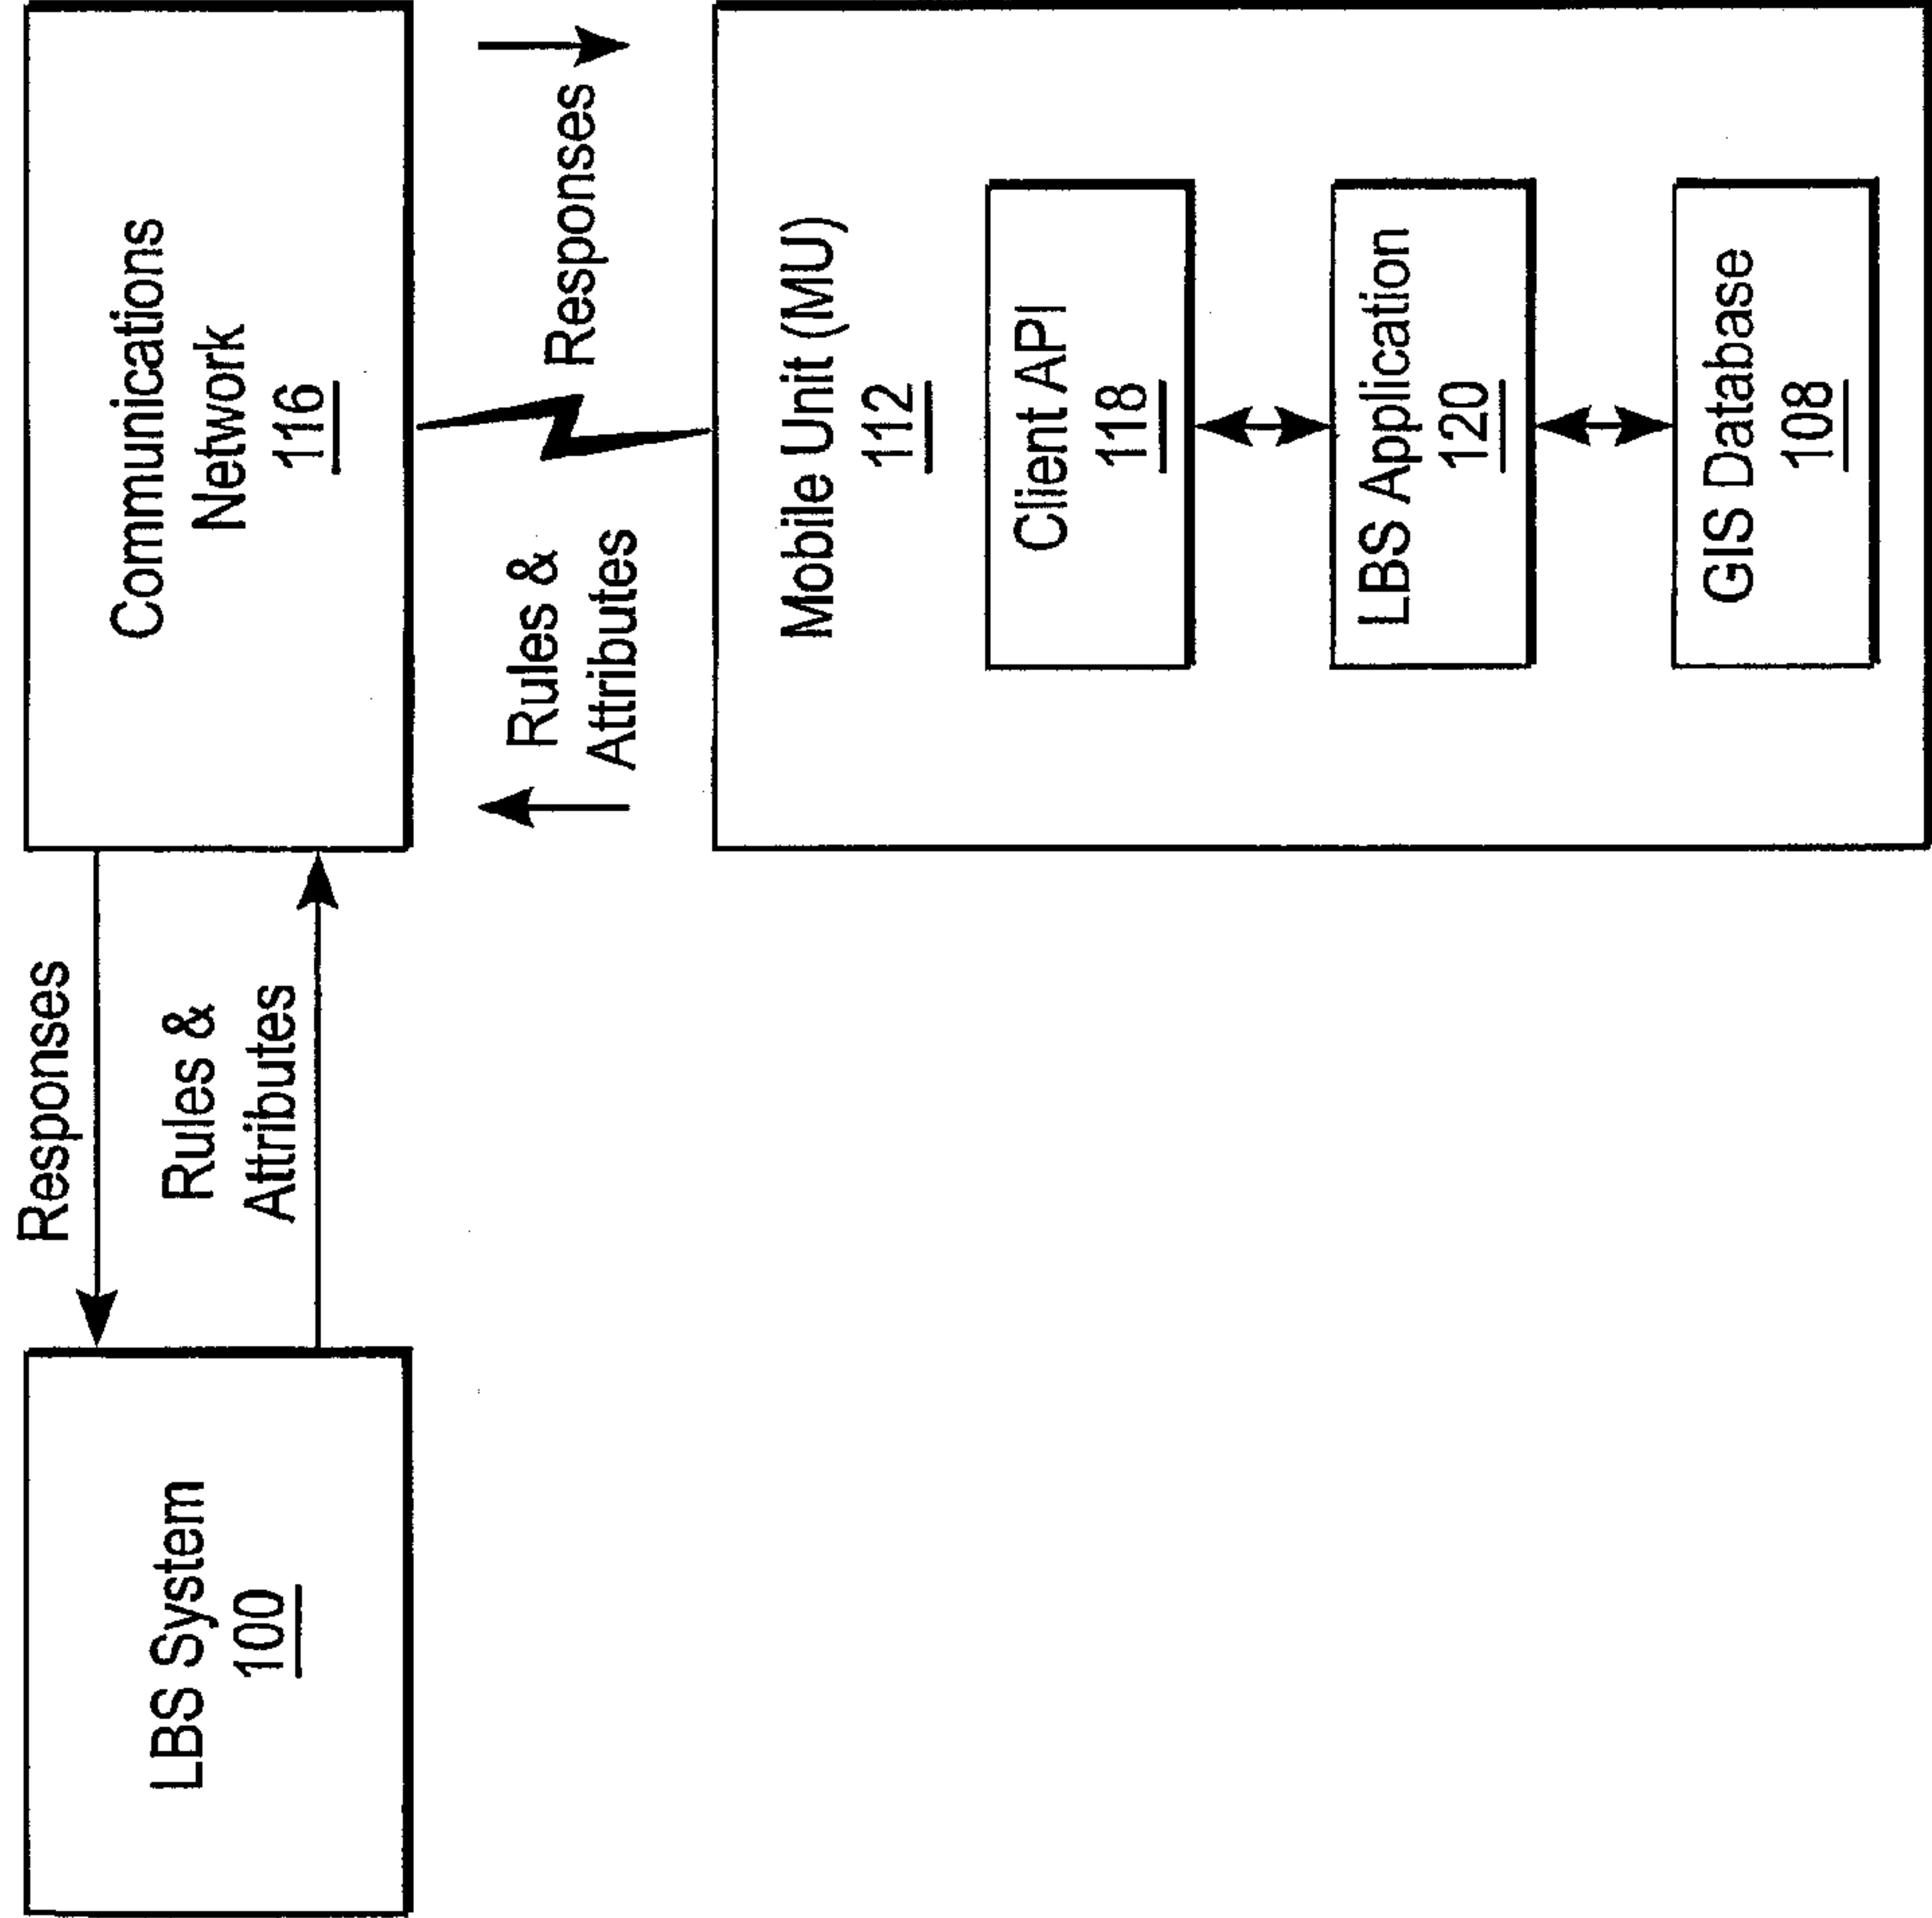 LBS System
100
Responses
Rules &
Attributes
Communications
Network
116
Rules &
Attributes
Responses
Mobile Unit (MU)
112
Client API
118
LBS Application
120
GIS Database
108